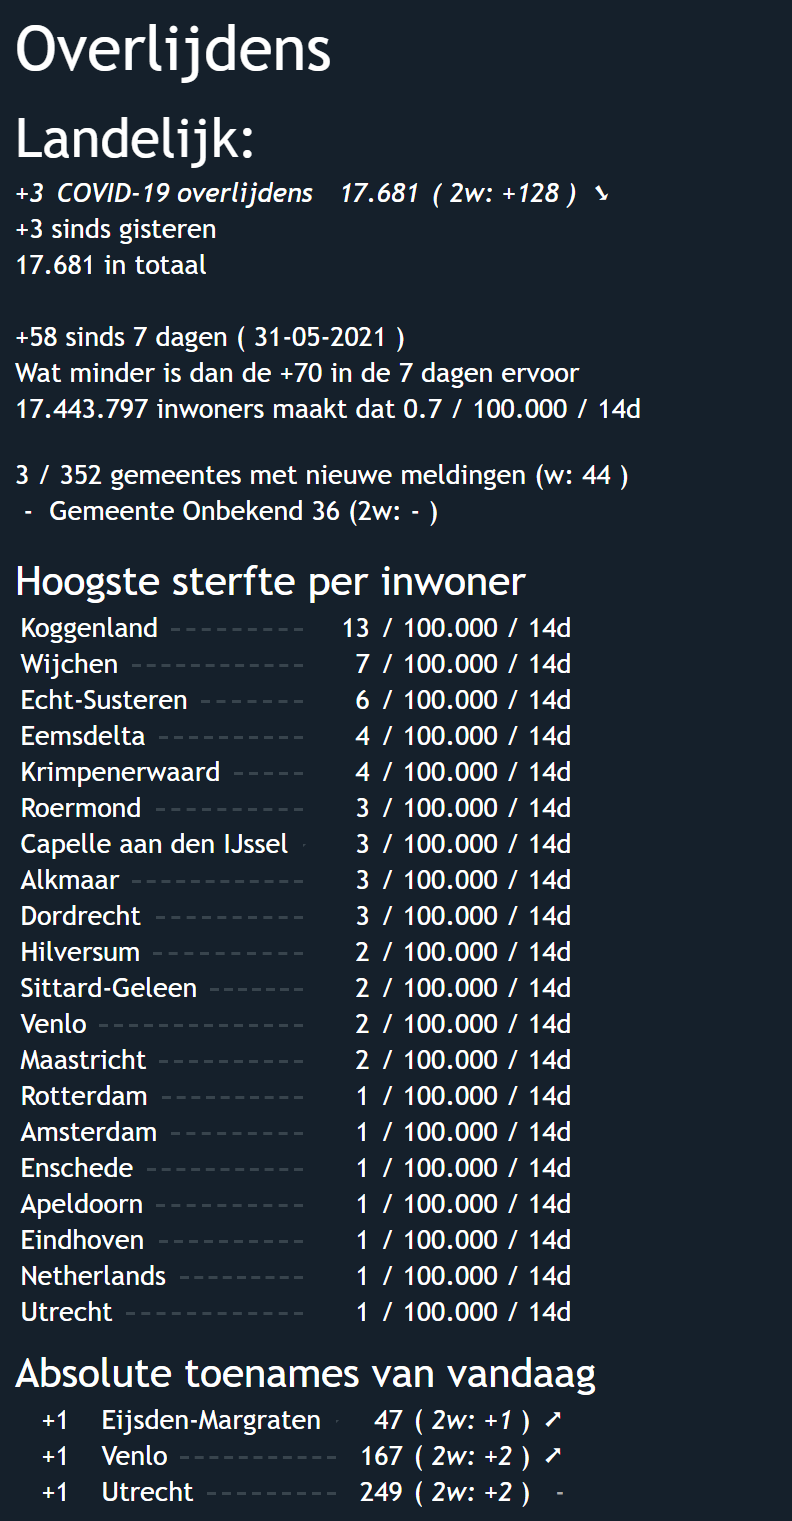 Overlijdens
Landelijk:
+3 COVID-19 overlijdens 17.681 ( 2w: +128 ) ➘
+3 sinds gisteren
17.681 in totaal
+58 sinds 7 dagen ( 31-05-2021 )
Wat minder is dan de +70 in de 7 dagen ervoor
17.443.797 inwoners maakt dat 0.7 / 100.000 / 14d
3 / 352 gemeentes met nieuwe meldingen (w: 44 )
- Gemeente Onbekend 36 (2w: - )
Hoogste sterfte per inwoner
Koggenland 13 / 100.000 / 14d
Wijchen 7 / 100.000 / 14d
Echt-Susteren 6 / 100.000 / 14d
Eemsdelta 4 / 100.000 / 14d
Krimpenerwaard 4 / 100.000 / 14d
Roermond 3 / 100.000 / 14d
Capelle aan den IJssel 3 / 100.000 / 14d
Alkmaar 3 / 100.000 / 14d
Dordrecht 3 / 100.000 / 14d
Hilversum 2 / 100.000 / 14d
Sittard-Geleen 2 / 100.000 / 14d
Venlo 2 / 100.000 / 14d
Maastricht 2 / 100.000 / 14d
Rotterdam 1 / 100.000 / 14d
Amsterdam 1 / 100.000 / 14d
Enschede 1 / 100.000 / 14d
Apeldoorn 1 / 100.000 / 14d
Eindhoven 1 / 100.000 / 14d
Netherlands 1 / 100.000 / 14d
Utrecht 1 / 100.000 / 14d
Absolute toenames van vandaag
+1 Eijsden-Margraten 47 ( 2w: +1 ) ➚
+1 Venlo 167 ( 2w: +2 ) ➚
+1 Utrecht 249 ( 2w: +2 ) -